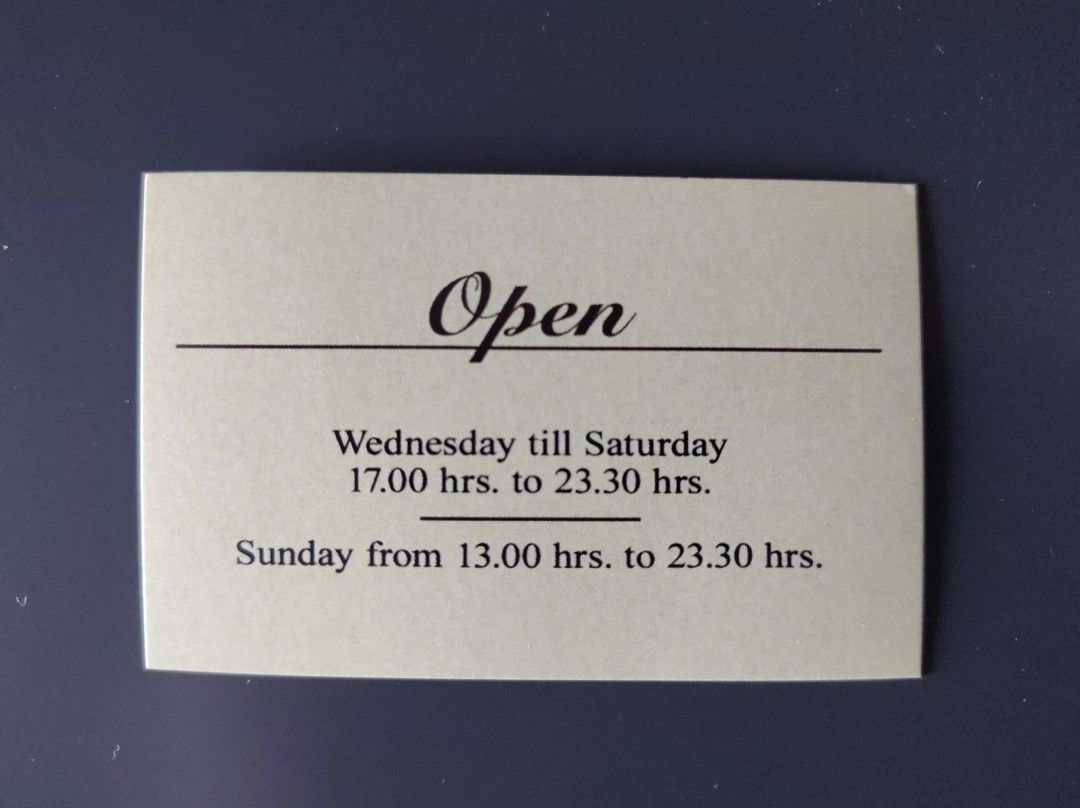 Open
Wednesday till Saturday
17.00 hrs. to 23.30 hrs.
Sunday from 13.00 hrs. to 23.30 hrs.